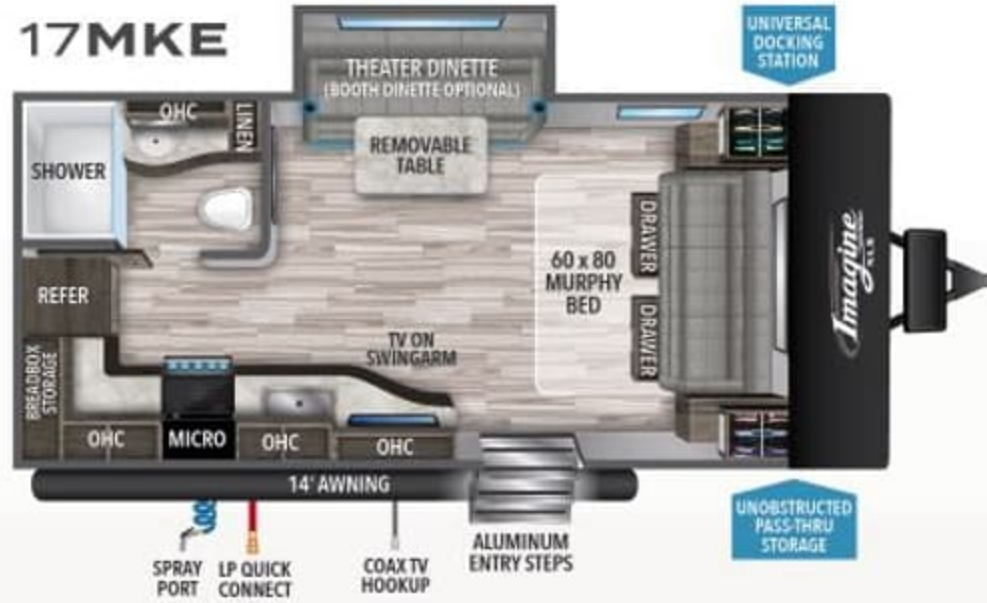 17MKE
UNIVERSAL
DOCKING
STATION
THEATER DINETTE
(BOOTH DINETTE OPTIONAL)
OHC
LINEN
SHOWER
REMOVABLE
TABLE
DRAWER
60 x 80
MURPHY
BED
DRAWER
Imagine
XLS
REFER
TV ON
SWINGARM
BREADBOX
STORAGE
OHC
MICRO
OHC
OHC
14' AWNING
UNOBSTRUCTED
PASS-THRU
STORAGE
SPRAY
PORT
LP QUICK
CONNECT
COAX TV
HOOKUP
ALUMINUM
ENTRY STEPS